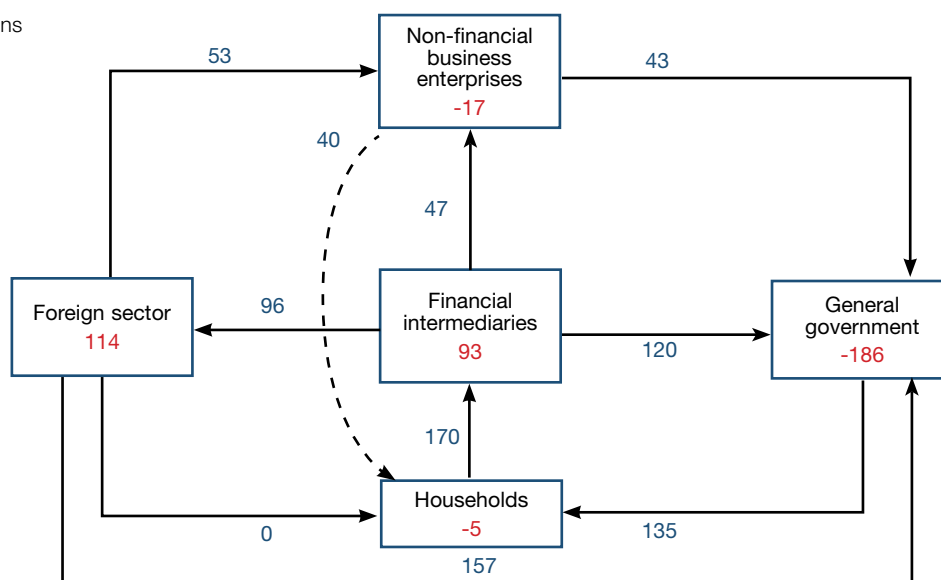 ns
53
Non-financial
business
enterprises
-17
43
40
47
Foreign sector
114
96
Financial
intermediaries
93
120
General
government
-186
170
Households
-5
0
135
157